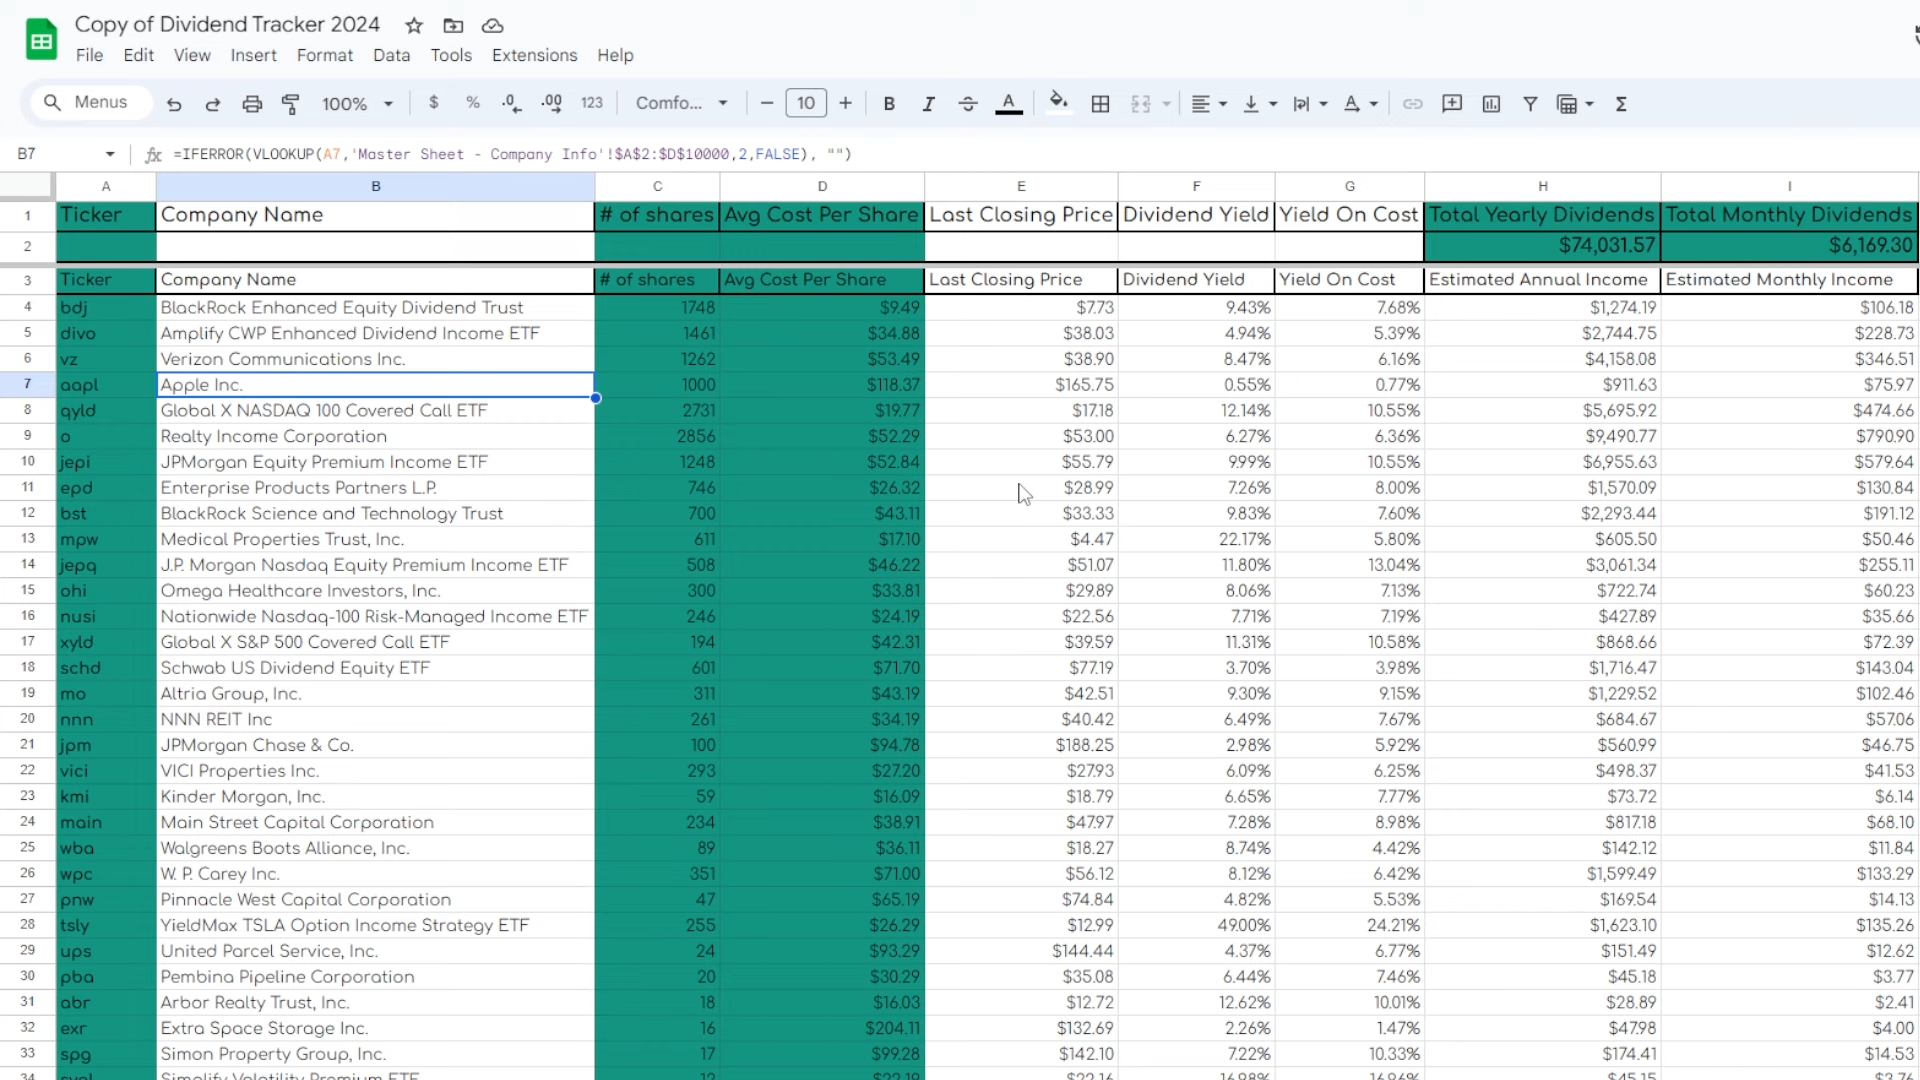 Copy of Dividend Tracker 2024
File Edit View Insert Format Data Tools Extensions Help
Menus 100% $ % .0 .00 123 Comfo... 10 B I A Σ
B7 fx =IFERROR(VLOOKUP(A7,'Master Sheet - Company Info'!$A$2:$D$10000,2,FALSE), "")
A B C D E F G H I
1 Ticker Company Name # of shares Avg Cost Per Share Last Closing Price Dividend Yield Yield On Cost Total Yearly Dividends Total Monthly Dividends
2 $74,031.57 $6,169.30
3 Ticker Company Name # of shares Avg Cost Per Share Last Closing Price Dividend Yield Yield On Cost Estimated Annual Income Estimated Monthly Income
4 bdj BlackRock Enhanced Equity Dividend Trust 1748 $9.49 $7.73 9.43% 7.68% $1,274.19 $106.18
5 divo Amplify CWP Enhanced Dividend Income ETF 1461 $34.88 $38.03 4.94% 5.39% $2,744.75 $228.73
6 vz Verizon Communications Inc. 1262 $53.49 $38.90 8.47% 6.16% $4,158.08 $346.51
7 aapl Apple Inc. 1000 $118.37 $165.75 0.55% 0.77% $911.63 $75.97
8 qyld Global X NASDAQ 100 Covered Call ETF 2731 $19.77 $17.18 12.14% 10.55% $5,695.92 $474.66
9 o Realty Income Corporation 2856 $52.29 $53.00 6.27% 6.36% $9,490.77 $790.90
10 jepi JPMorgan Equity Premium Income ETF 1248 $52.84 $55.79 9.99% 10.55% $6,955.63 $579.64
11 epd Enterprise Products Partners L.P. 746 $26.32 $28.99 7.26% 8.00% $1,570.09 $130.84
12 bst BlackRock Science and Technology Trust 700 $43.11 $33.33 9.83% 7.60% $2,293.44 $191.12
13 mpw Medical Properties Trust, Inc. 611 $17.10 $4.47 22.17% 5.80% $605.50 $50.46
14 jepq J.P. Morgan Nasdaq Equity Premium Income ETF 508 $46.22 $51.07 11.80% 13.04% $3,061.34 $255.11
15 ohi Omega Healthcare Investors, Inc. 300 $33.81 $29.89 8.06% 7.13% $722.74 $60.23
16 nusi Nationwide Nasdaq-100 Risk-Managed Income ETF 246 $24.19 $22.56 7.71% 7.19% $427.89 $35.66
17 xyld Global X S&P 500 Covered Call ETF 194 $42.31 $39.59 11.31% 10.58% $868.66 $72.39
18 schd Schwab US Dividend Equity ETF 601 $71.70 $77.19 3.70% 3.98% $1,716.47 $143.04
19 mo Altria Group, Inc. 311 $43.19 $42.51 9.30% 9.15% $1,229.52 $102.46
20 nnn NNN REIT Inc 261 $34.19 $40.42 6.49% 7.67% $684.67 $57.06
21 jpm JPMorgan Chase & Co. 100 $94.78 $188.25 2.98% 5.92% $560.99 $46.75
22 vici VICI Properties Inc. 293 $27.20 $27.93 6.09% 6.25% $498.37 $41.53
23 kmi Kinder Morgan, Inc. 59 $16.09 $18.79 6.65% 7.77% $73.72 $6.14
24 main Main Street Capital Corporation 234 $38.91 $47.97 7.28% 8.98% $817.18 $68.10
25 wba Walgreens Boots Alliance, Inc. 89 $36.11 $18.27 8.74% 4.42% $142.12 $11.84
26 wpc W. P. Carey Inc. 351 $71.00 $56.12 8.12% 6.42% $1,599.49 $133.29
27 pnw Pinnacle West Capital Corporation 47 $65.19 $74.84 4.82% 5.53% $169.54 $14.13
28 tsly YieldMax TSLA Option Income Strategy ETF 255 $26.29 $12.99 49.00% 24.21% $1,623.10 $135.26
29 ups United Parcel Service, Inc. 24 $93.29 $144.44 4.37% 6.77% $151.49 $12.62
30 pba Pembina Pipeline Corporation 20 $30.29 $35.08 6.44% 7.46% $45.18 $3.77
31 abr Arbor Realty Trust, Inc. 18 $16.03 $12.72 12.62% 10.01% $28.89 $2.41
32 exr Extra Space Storage Inc. 16 $204.11 $132.69 2.26% 1.47% $47.98 $4.00
33 spg Simon Property Group, Inc. 17 $99.28 $142.10 7.22% 10.33% $174.41 $14.53
34 Simplify Volatility Premium ETF 12 $22.19 $22.16 16.98% 16.96% $45.15 $3.76